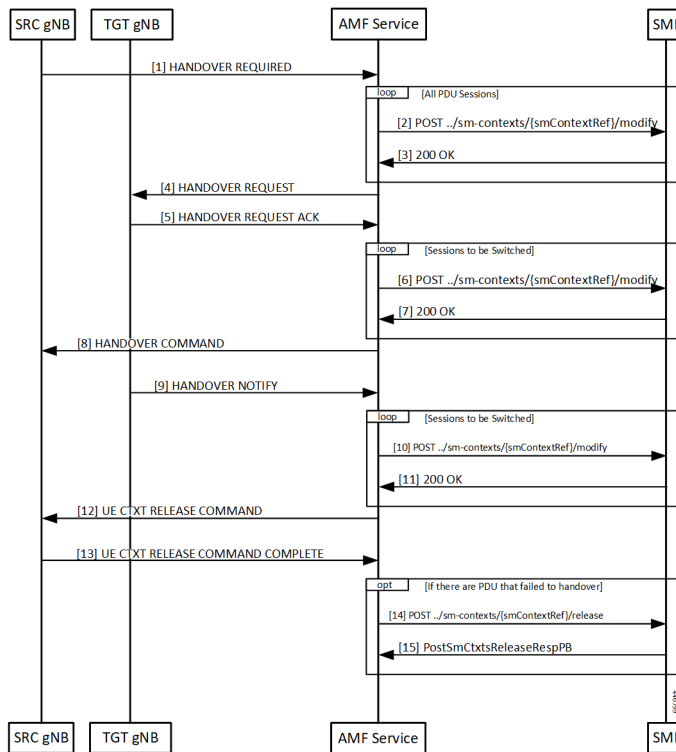 SRC gNB
TGT gNB
AMF Service
[1] HANDOVER REQUIRED
loop
[All PDU Sessions]
[2] POST ../sm-contexts/{smContextRef}/modify
[3] 200 OK
[4] HANDOVER REQUEST
[5] HANDOVER REQUEST ACK
loop
[Sessions to be Switched]
[6] POST ../sm-contexts/{smContextRef}/modify
[7] 200 OK
[8] HANDOVER COMMAND
[9] HANDOVER NOTIFY
loop
[Sessions to be Switched]
[10] POST ../sm-contexts/{smContextRef}/modify
[11] 200 OK
[12] UE CTXT RELEASE COMMAND
[13] UE CTXT RELEASE COMMAND COMPLETE
opt
[If there are PDU that failed to handover]
[14] POST ../sm-contexts/{smContextRef}/release
[15] PostSmCtxtsReleaseRespPB
SRC gNB
TGT gNB
AMF Service